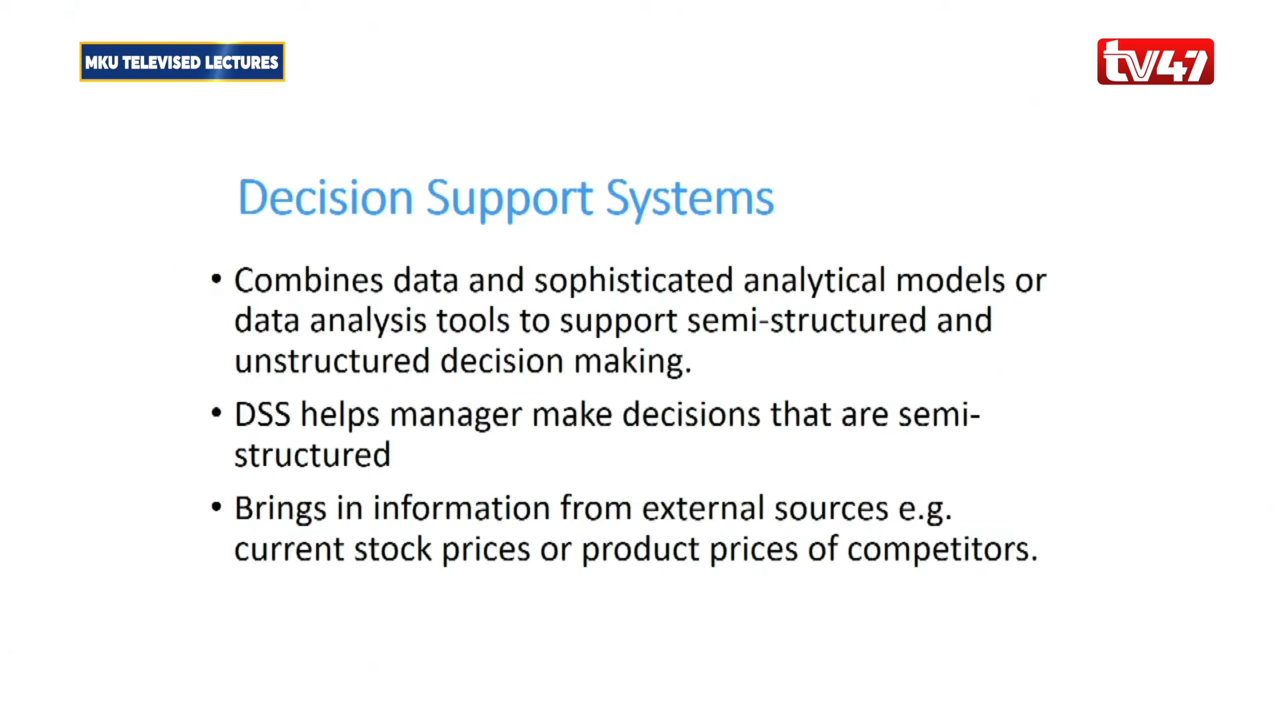 MKU TELEVISED LECTURES
tv47
Decision Support Systems
• Combines data and sophisticated analytical models or
data analysis tools to support semi-structured and
unstructured decision making.
• DSS helps manager make decisions that are semi-
structured
• Brings in information from external sources e.g.
current stock prices or product prices of competitors.